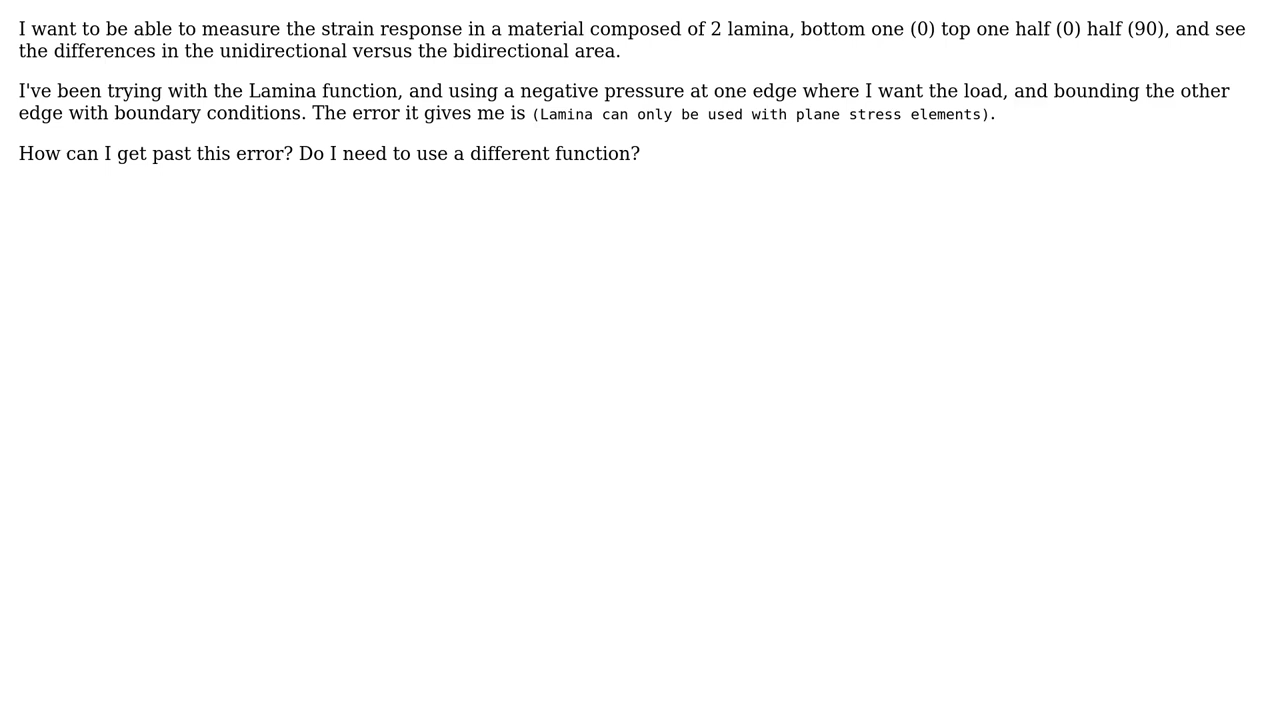 I want to be able to measure the strain response in a material composed of 2 lamina, bottom one (0) top one half (0) half (90), and see
the differences in the unidirectional versus the bidirectional area.
I've been trying with the Lamina function, and using a negative pressure at one edge where I want the load, and bounding the other
edge with boundary conditions. The error it gives me is (Lamina can only be used with plane stress elements).
How can I get past this error? Do I need to use a different function?